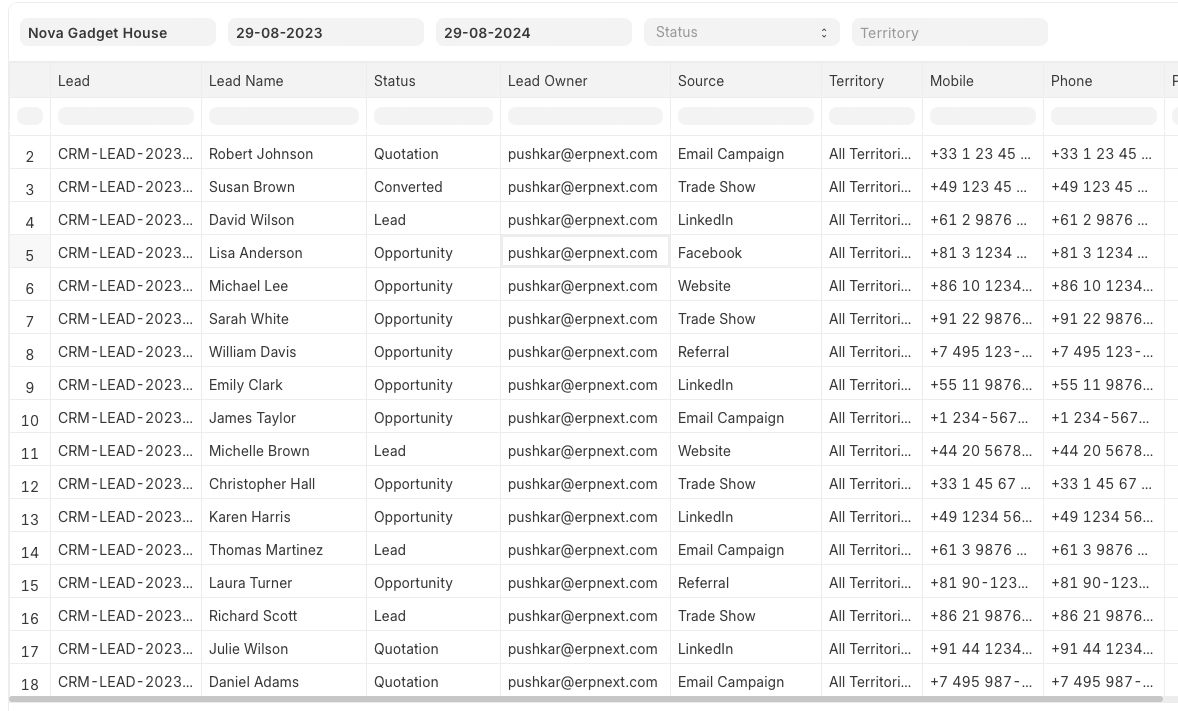 Nova Gadget House 29-08-2023 29-08-2024 Status Territory
Lead Lead Name Status Lead Owner Source Territory Mobile Phone
2 CRM-LEAD-2023... Robert Johnson Quotation pushkar@erpnext.com Email Campaign All Territori... +33 1 23 45 ... +33 1 23 45 ...
3 CRM-LEAD-2023... Susan Brown Converted pushkar@erpnext.com Trade Show All Territori... +49 123 45 ... +49 123 45 ...
4 CRM-LEAD-2023... David Wilson Lead pushkar@erpnext.com LinkedIn All Territori... +61 2 9876 ... +61 2 9876 ...
5 CRM-LEAD-2023... Lisa Anderson Opportunity pushkar@erpnext.com Facebook All Territori... +81 3 1234 ... +81 3 1234 ...
6 CRM-LEAD-2023... Michael Lee Opportunity pushkar@erpnext.com Website All Territori... +86 10 1234... +86 10 1234...
7 CRM-LEAD-2023... Sarah White Opportunity pushkar@erpnext.com Trade Show All Territori... +91 22 9876... +91 22 9876...
8 CRM-LEAD-2023... William Davis Opportunity pushkar@erpnext.com Referral All Territori... +7 495 123-... +7 495 123-...
9 CRM-LEAD-2023... Emily Clark Opportunity pushkar@erpnext.com LinkedIn All Territori... +55 11 9876... +55 11 9876...
10 CRM-LEAD-2023... James Taylor Opportunity pushkar@erpnext.com Email Campaign All Territori... +1 234-567... +1 234-567...
11 CRM-LEAD-2023... Michelle Brown Lead pushkar@erpnext.com Website All Territori... +44 20 5678... +44 20 5678...
12 CRM-LEAD-2023... Christopher Hall Opportunity pushkar@erpnext.com Trade Show All Territori... +33 1 45 67 ... +33 1 45 67 ...
13 CRM-LEAD-2023... Karen Harris Opportunity pushkar@erpnext.com LinkedIn All Territori... +49 1234 56... +49 1234 56...
14 CRM-LEAD-2023... Thomas Martinez Lead pushkar@erpnext.com Email Campaign All Territori... +61 3 9876 ... +61 3 9876 ...
15 CRM-LEAD-2023... Laura Turner Opportunity pushkar@erpnext.com Referral All Territori... +81 90-123... +81 90-123...
16 CRM-LEAD-2023... Richard Scott Lead pushkar@erpnext.com Trade Show All Territori... +86 21 9876... +86 21 9876...
17 CRM-LEAD-2023... Julie Wilson Quotation pushkar@erpnext.com LinkedIn All Territori... +91 44 1234... +91 44 1234...
18 CRM-LEAD-2023... Daniel Adams Quotation pushkar@erpnext.com Email Campaign All Territori... +7 495 987-... +7 495 987-...